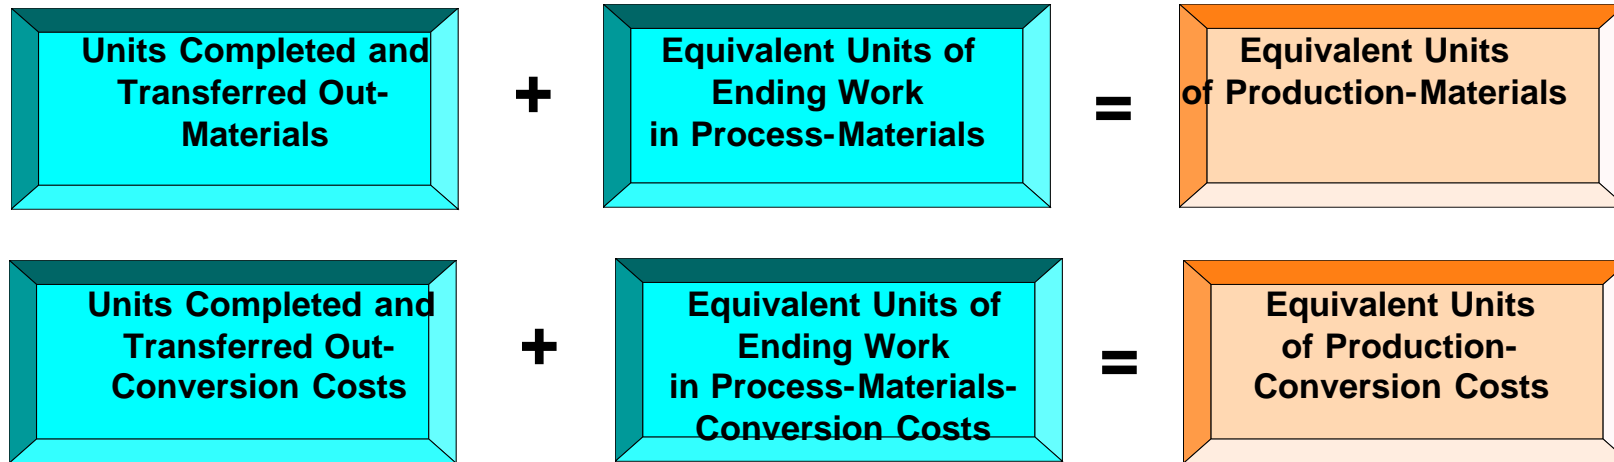 Units Completed and
Transferred Out-
Materials
+
Equivalent Units of
Ending Work
in Process-Materials
=
Equivalent Units
of Production-Materials
Units Completed and
Transferred Out-
Conversion Costs
+
Equivalent Units of
Ending Work
in Process-Materials-
Conversion Costs
=
Equivalent Units
of Production-
Conversion Costs